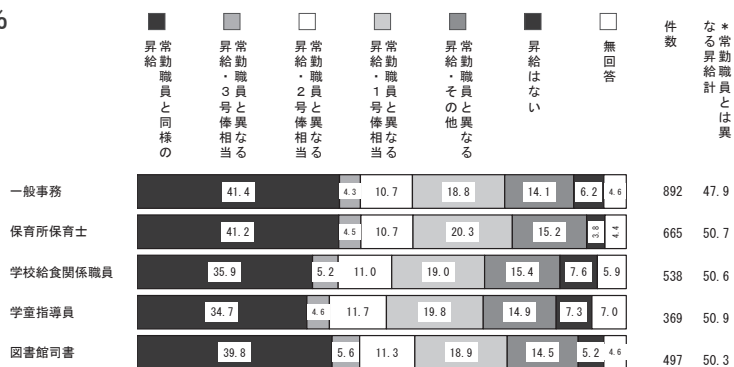 %
常勤職員と同様の
昇給
常勤職員と異なる
昇給・3号俸相当
常勤職員と異なる
昇給・2号俸相当
常勤職員と異なる
昇給・1号俸相当
常勤職員と異なる
昇給・その他
昇給はない
無回答
件数
*常勤職員とは異
なる昇給計
一般事務 41.4 4.3 10.7 18.8 14.1 6.2 4.6 892 47.9
保育所保育士 41.2 4.5 10.7 20.3 15.2 3.8 4.4 665 50.7
学校給食関係職員 35.9 5.2 11.0 19.0 15.4 7.6 5.9 538 50.6
学童指導員 34.7 4.6 11.7 19.8 14.9 7.3 7.0 369 50.9
図書館司書 39.8 5.6 11.3 18.9 14.5 5.2 4.6 497 50.3